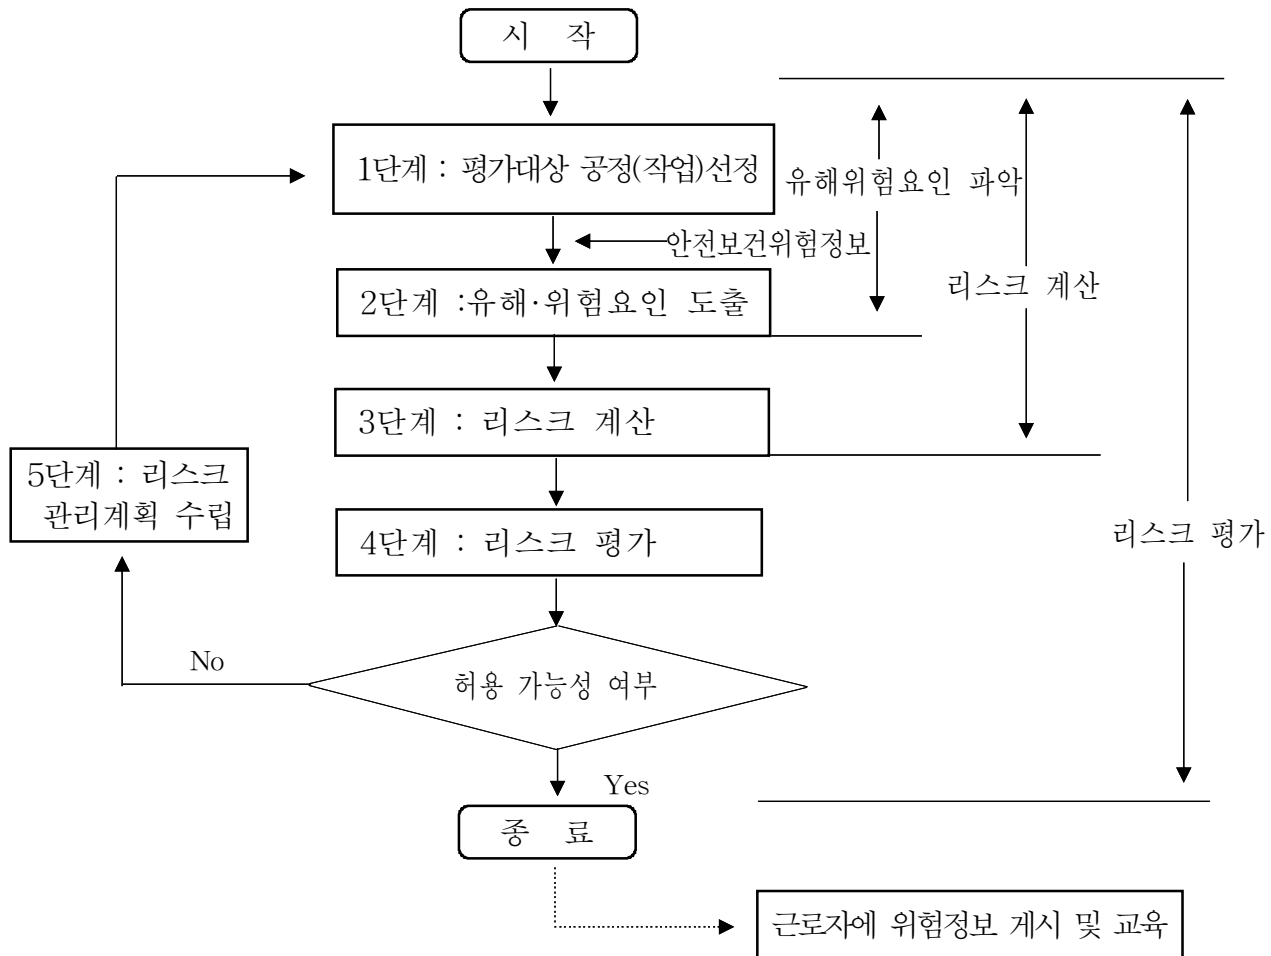 시 작
1단계 : 평가대상 공정(작업)선정
유해위험요인 파악
안전보건위험정보
2단계 :유해·위험요인 도출
리스크 계산
3단계 : 리스크 계산
5단계 : 리스크
관리계획 수립
4단계 : 리스크 평가
리스크 평가
No
허용 가능성 여부
Yes
종 료
근로자에 위험정보 게시 및 교육